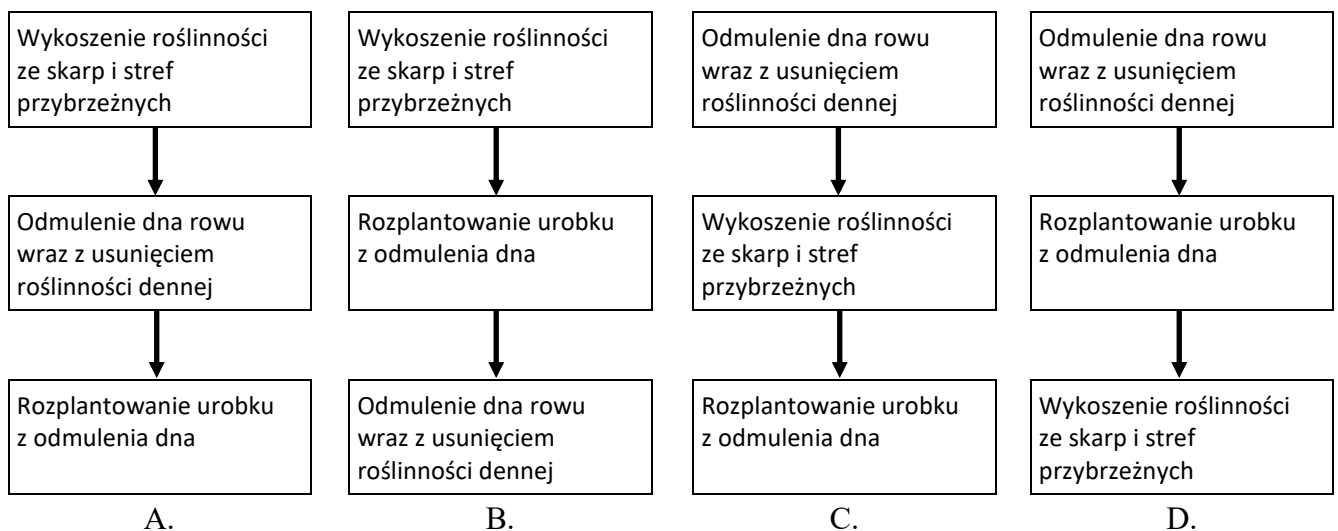 Wykoszenie roślinności
ze skarp i stref
przybrzeżnych
Odmulenie dna rowu
wraz z usunięciem
roślinności dennej
Rozplantowanie urobku
z odmulenia dna
A.
Wykoszenie roślinności
ze skarp i stref
przybrzeżnych
Rozplantowanie urobku
z odmulenia dna
Odmulenie dna rowu
wraz z usunięciem
roślinności dennej
B.
Odmulenie dna rowu
wraz z usunięciem
roślinności dennej
Wykoszenie roślinności
ze skarp i stref
przybrzeżnych
Rozplantowanie urobku
z odmulenia dna
C.
Odmulenie dna rowu
wraz z usunięciem
roślinności dennej
Rozplantowanie urobku
z odmulenia dna
Wykoszenie roślinności
ze skarp i stref
przybrzeżnych
D.